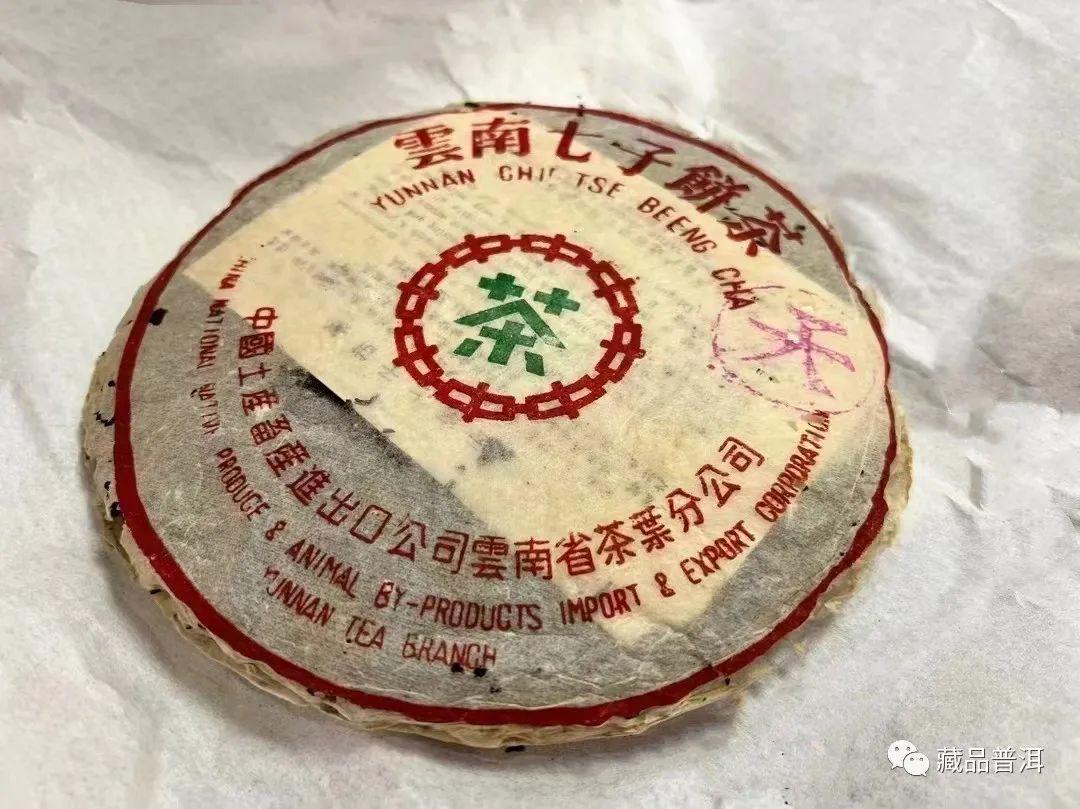 雲南七子餅茶
YUNNAN CHI TSE BEENG CHA
茶
中國土產畜產進出口公司雲南省茶葉分公司
NATIONAL NATIVE PRODUCE & ANIMAL BY-PRODUCTS IMPORT & EXPORT CORPORATION
YUNNAN TEA BRANCH
藏品普洱